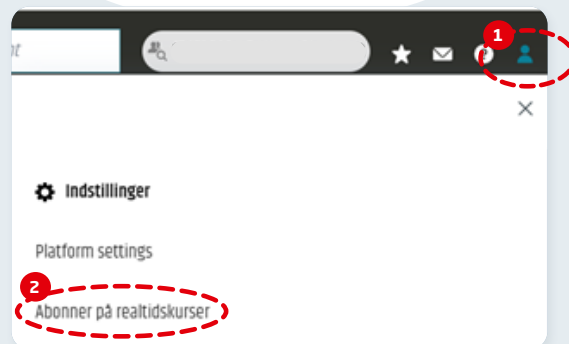 1
Indstillinger
Platform settings
2
Abonner på realtidskurser